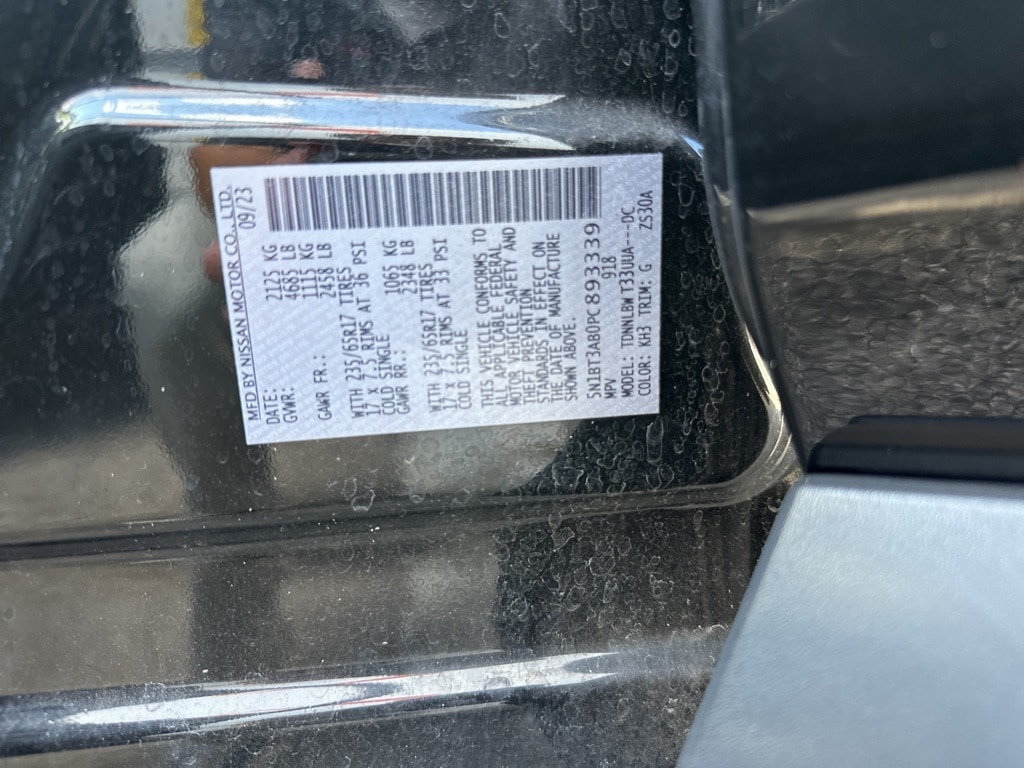 MFD BY NISSAN MOTOR CO., LTD.
DATE: 09/23
GVWR: 2125 KG
4685 LB
GAWR FR.: 1115 KG
2458 LB
WITH 235/65R17 TIRES
17 X 7.5 RIMS AT 36 PSI
COLD SINGLE
GAWR RR.: 1065 KG
2348 LB
WITH 235/65R17 TIRES
17 X 7.5 RIMS AT 33 PSI
COLD SINGLE
THIS VEHICLE CONFORMS TO
ALL APPLICABLE FEDERAL
MOTOR VEHICLE SAFETY AND
THEFT PREVENTION
STANDARDS IN EFFECT ON
THE DATE OF MANUFACTURE
SHOWN ABOVE.
5N1BT3AB0PC893339
MPV 918
MODEL: TDNNLBW T33UUA---DC
COLOR: KH3 TRIM: G ZS30A